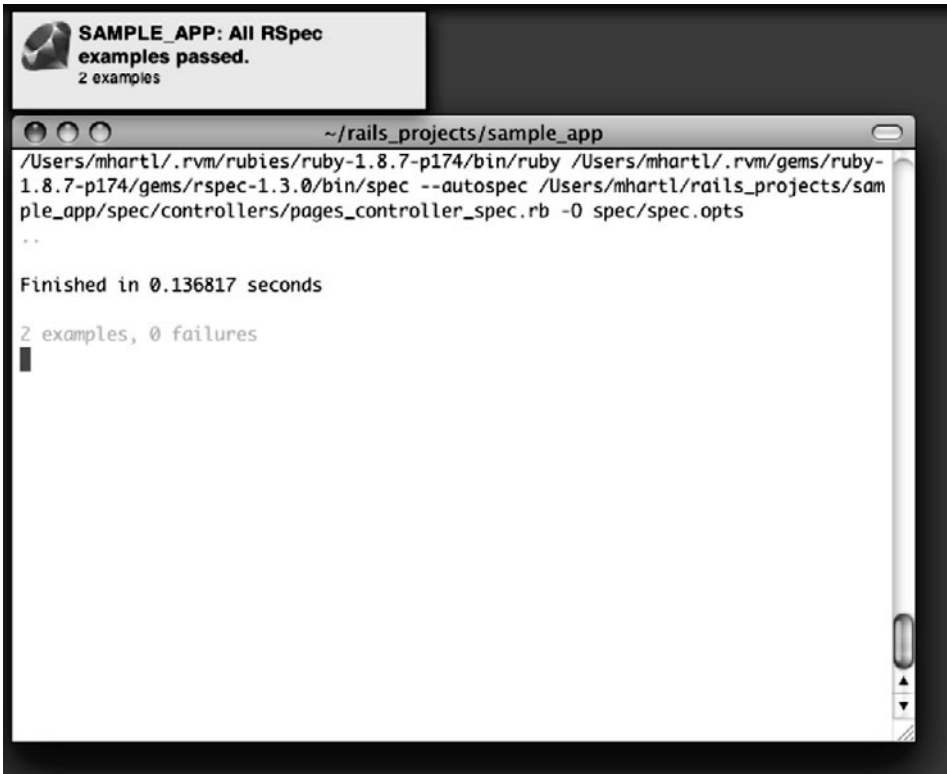 SAMPLE_APP: All RSpec
examples passed.
2 examples
~/rails_projects/sample_app
/Users/mhartl/.rvm/rubies/ruby-1.8.7-p174/bin/ruby /Users/mhartl/.rvm/gems/ruby-
1.8.7-p174/gems/rspec-1.3.0/bin/spec --autospec /Users/mhartl/rails_projects/sam
ple_app/spec/controllers/pages_controller_spec.rb -O spec/spec.opts
..
Finished in 0.136817 seconds
2 examples, 0 failures